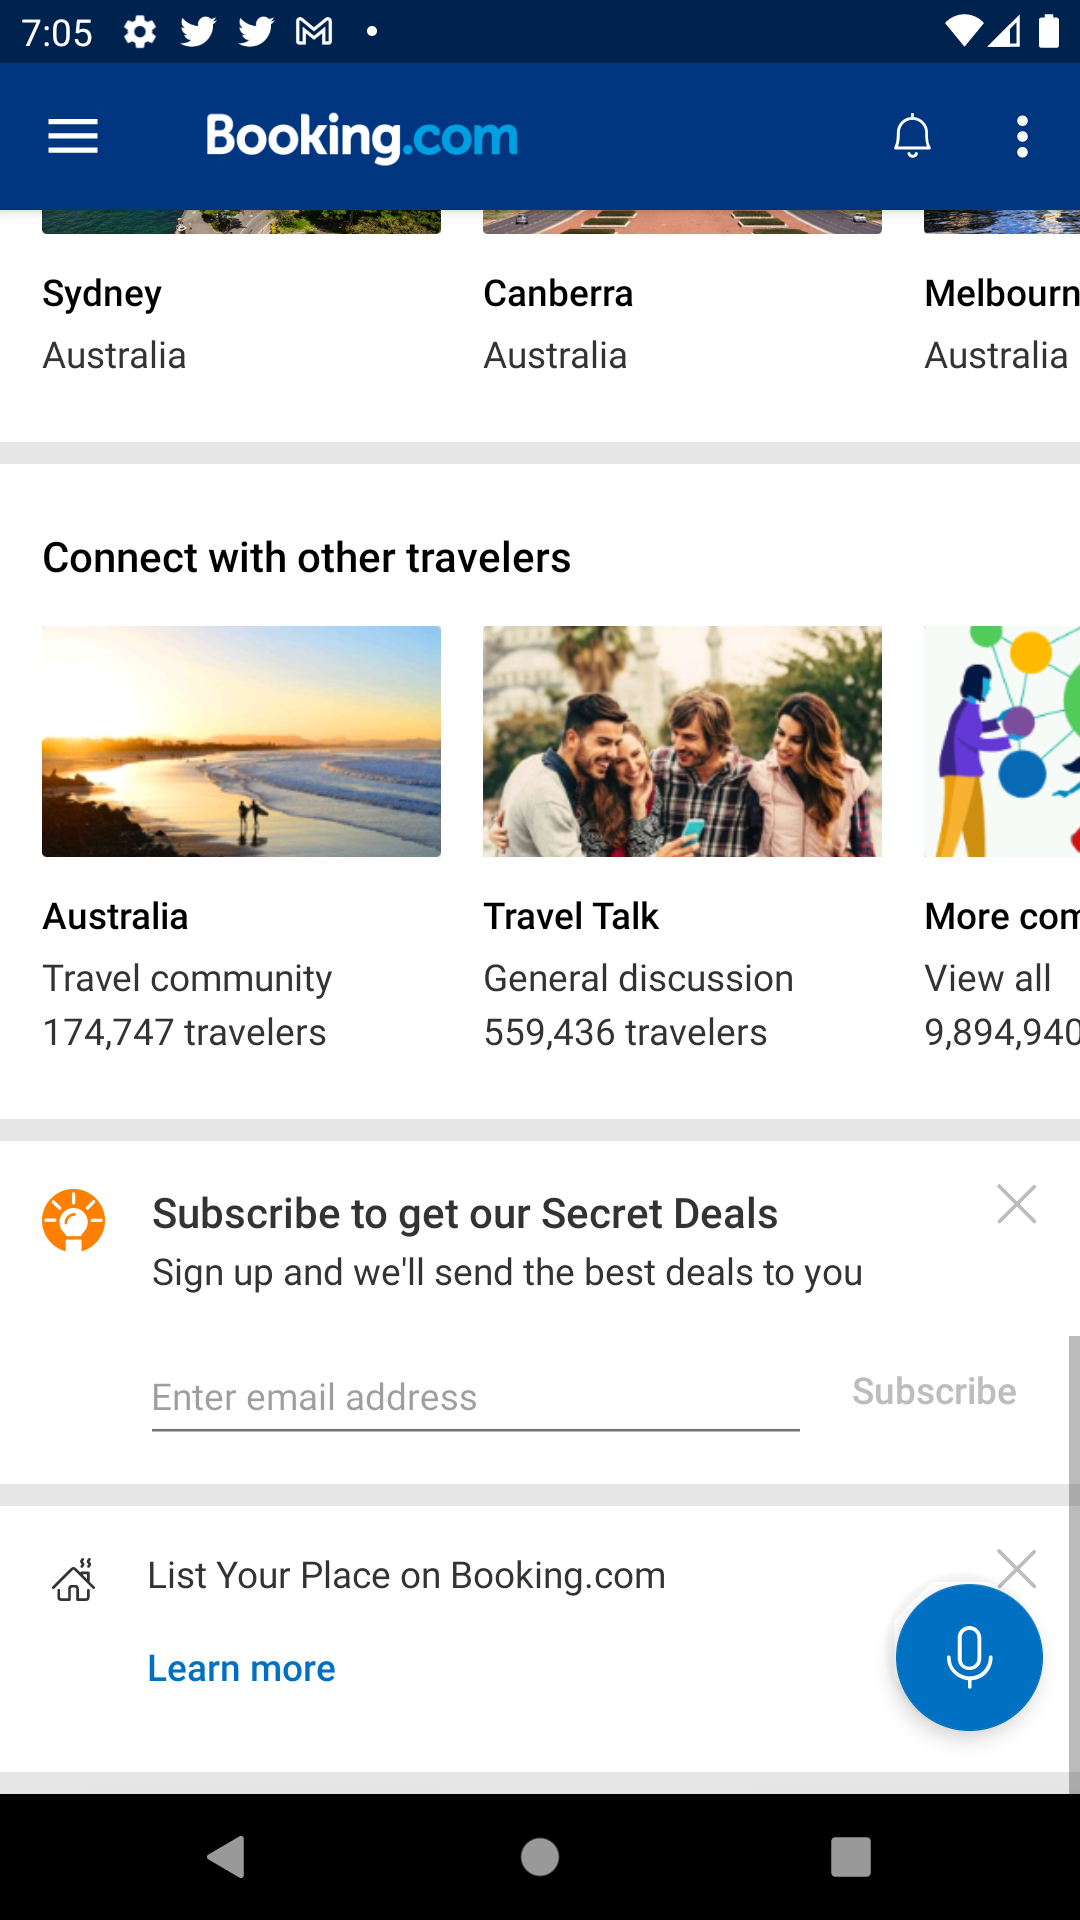 7:05
Booking.com
Sydney
Canberra
Melbourn
Australia
Australia
Australia
Connect with other travelers
Australia
Travel Talk
More com
Travel community
General discussion
View all
174,747 travelers
559,436 travelers
9,894,940
Subscribe to get our Secret Deals
Sign up and we'll send the best deals to you
Enter email address
Subscribe
List Your Place on Booking.com
Learn more